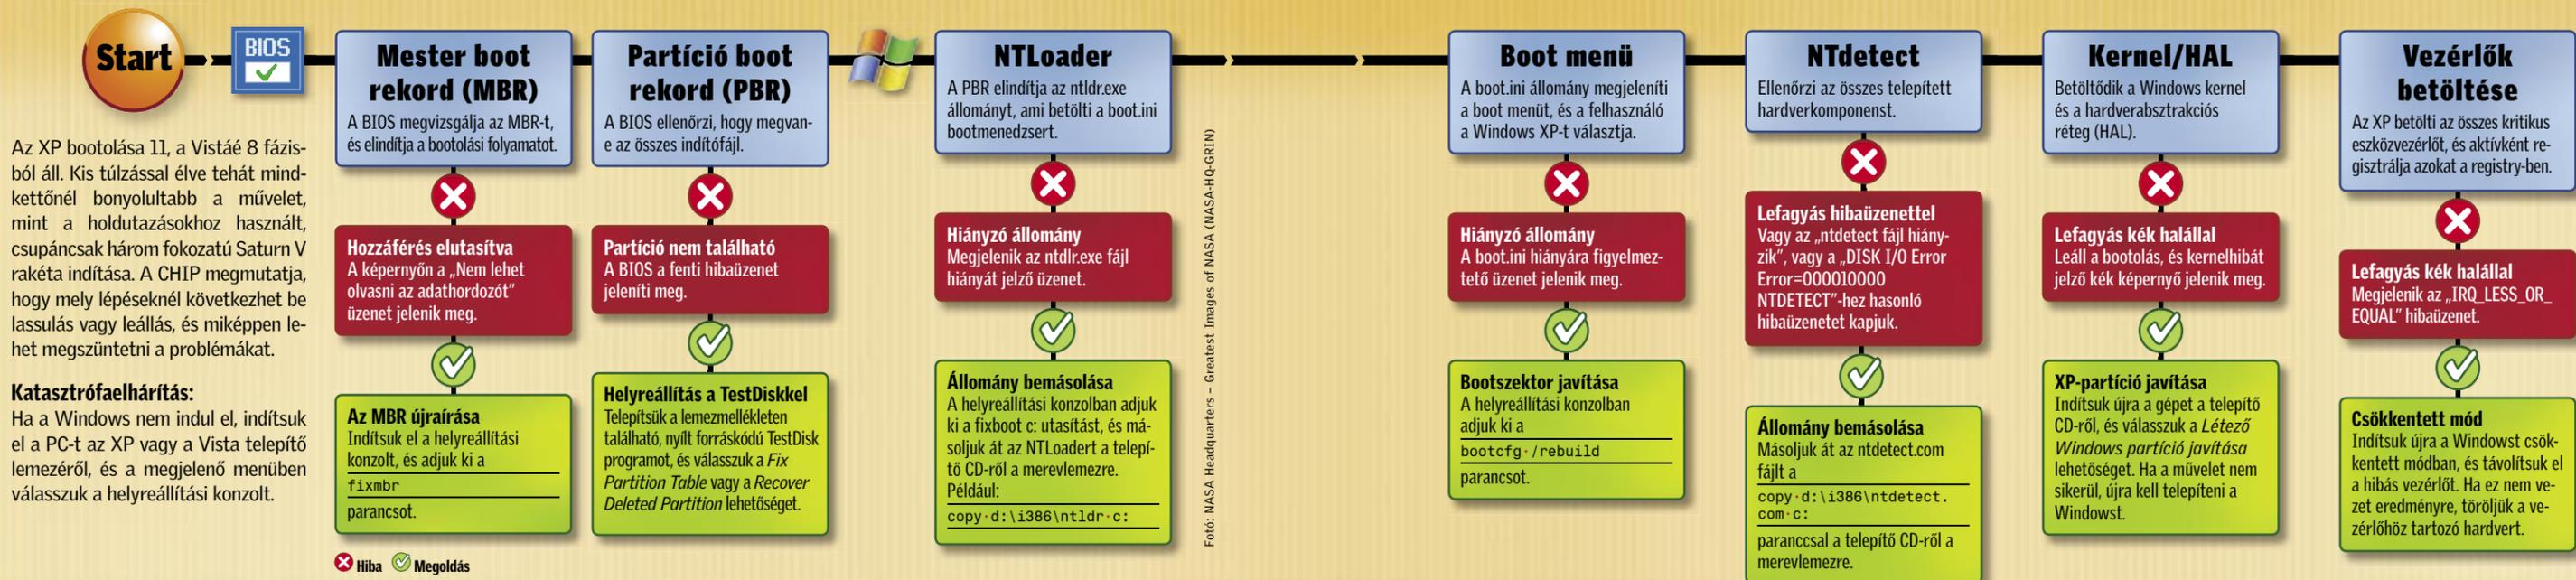 Start
BIOS
Az XP bootolása 11, a Vistáé 8 fázis-
ból áll. Kis túlzással élve tehát mind-
kettőnél bonyolultabb a művelet,
mint a holdutazásokhoz használt,
csupáncsak három fokozatú Saturn V
rakéta indítása. A CHIP megmutatja,
hogy mely lépéseknél következhet be
lassulás vagy leállás, és miképpen le-
het megszüntetni a problémákat.
Katasztrófaelhárítás:
Ha a Windows nem indul el, indítsuk
el a PC-t az XP vagy a Vista telepítő
lemezéről, és a megjelenő menüben
válasszuk a helyreállítási konzolt.
Mester boot
rekord (MBR)
A BIOS megvizsgálja az MBR-t,
és elindítja a bootolási folyamatot.
Hozzáférés elutasítva
A képernyőn a „Nem lehet
olvasni az adathordozót”
üzenet jelenik meg.
Az MBR újraírása
Indítsuk el a helyreállítási
konzolt, és adjuk ki a
fixmbr
parancsot.
Hiba Megoldás
Partíció boot
rekord (PBR)
A BIOS ellenőrzi, hogy megvan-
e az összes indítófájl.
Partíció nem található
A BIOS a fenti hibaüzenet
jeleníti meg.
Helyreállítás a TestDiskkel
Telepítsük a lemezmellékleten
található, nyílt forráskódú TestDisk
programot, és válasszuk a Fix
Partition Table vagy a Recover
Deleted Partition lehetőséget.
NTLoader
A PBR elindítja az ntldr.exe
állományt, ami betölti a boot.ini
bootmenedzsert.
Hiányzó állomány
Megjelenik az ntdlr.exe fájl
hiányát jelző üzenet.
Állomány bemásolása
A helyreállítási konzolban adjuk
ki a fixboot c: utasítást, és má-
soljuk át az NTLoadert a telepí-
tő CD-ről a merevlemezre.
Például:
copy·d:\i386\ntldr·c:
Fotó: NASA Headquarters – Greatest Images of NASA (NASA-HQ-GRIN)
Boot menü
A boot.ini állomány megjeleníti
a boot menüt, és a felhasználó
a Windows XP-t választja.
Hiányzó állomány
A boot.ini hiányára figyelmez-
tető üzenet jelenik meg.
Bootszektor javítása
A helyreállítási konzolban
adjuk ki a
bootcfg·/rebuild
parancsot.
NTdetect
Ellenőrzi az összes telepített
hardverkomponenst.
Lefagyás hibaüzenettel
Vagy az „ntdetect fájl hiány-
zik”, vagy a „DISK I/O Error
Error=000010000
NTDETECT”-hez hasonló
hibaüzenetet kapjuk.
Állomány bemásolása
Másoljuk át az ntdetect.com
fájlt a
copy·d:\i386\ntdetect.
com·c:
paranccsal a telepítő CD-ről a
merevlemezre.
Kernel/HAL
Betöltődik a Windows kernel
és a hardverabsztrakciós
réteg (HAL).
Lefagyás kék halállal
Leáll a bootolás, és kernelhibát
jelző kék képernyő jelenik meg.
XP-partíció javítása
Indítsuk újra a gépet a telepítő
CD-ről, és válasszuk a Létező
Windows partíció javítása
lehetőséget. Ha a művelet nem
sikerül, újra kell telepíteni a
Windowst.
Vezérlők
betöltése
Az XP betölti az összes kritikus
eszközvezérlőt, és aktívként re-
gisztrálja azokat a registry-ben.
Lefagyás kék halállal
Megjelenik az „IRQ_LESS_OR_
EQUAL” hibaüzenet.
Csökkentett mód
Indítsuk újra a Windowst csök-
kentett módban, és távolítsuk el
a hibás vezérlőt. Ha ez nem ve-
zet eredményre, töröljük a ve-
zérlőhöz tartozó hardvert.